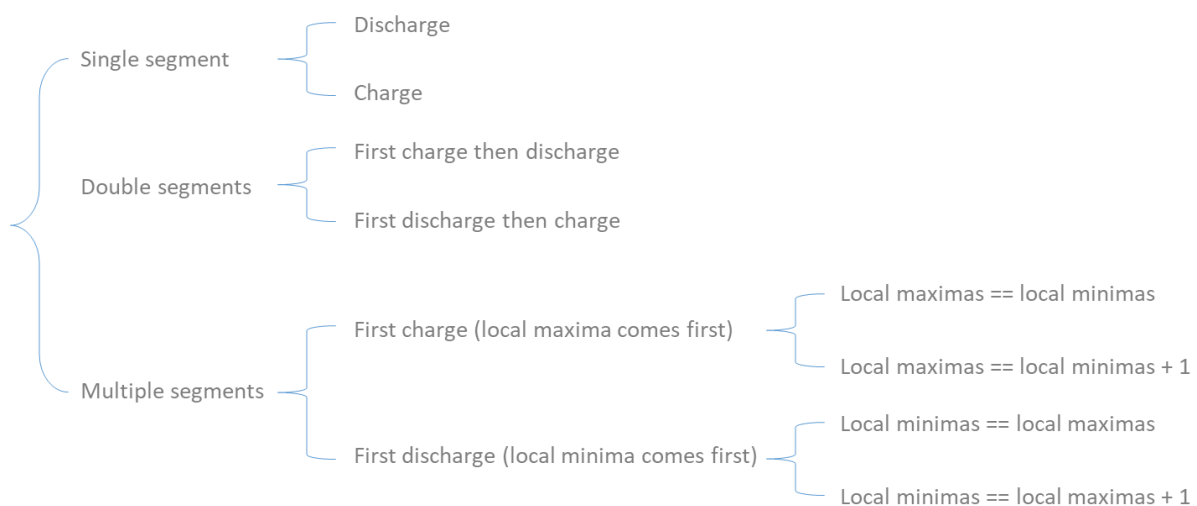 Single segment
Discharge
Charge
Double segments
First charge then discharge
First discharge then charge
Multiple segments
First charge (local maxima comes first)
Local maximas == local minimas
Local maximas == local minimas + 1
First discharge (local minima comes first)
Local minimas == local maximas
Local minimas == local maximas + 1